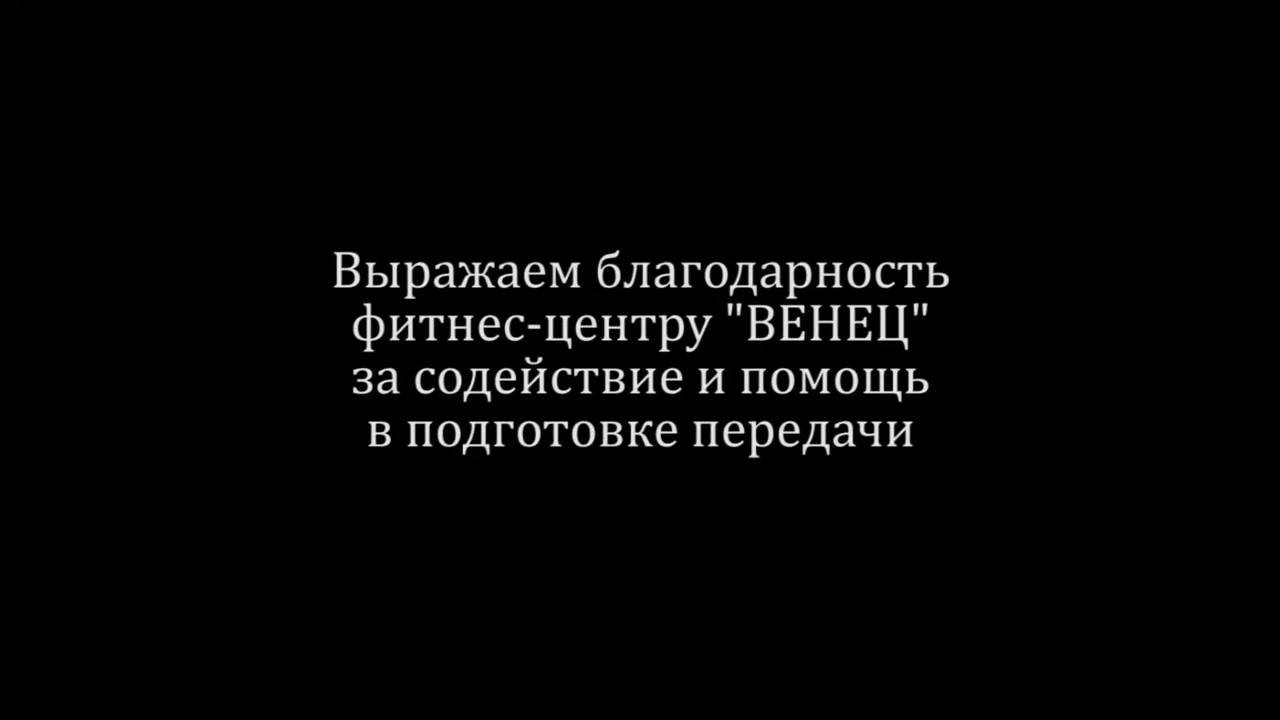 Выражаем благодарность
фитнес-центру "ВЕНЕЦ"
за содействие и помощь
в подготовке передачи